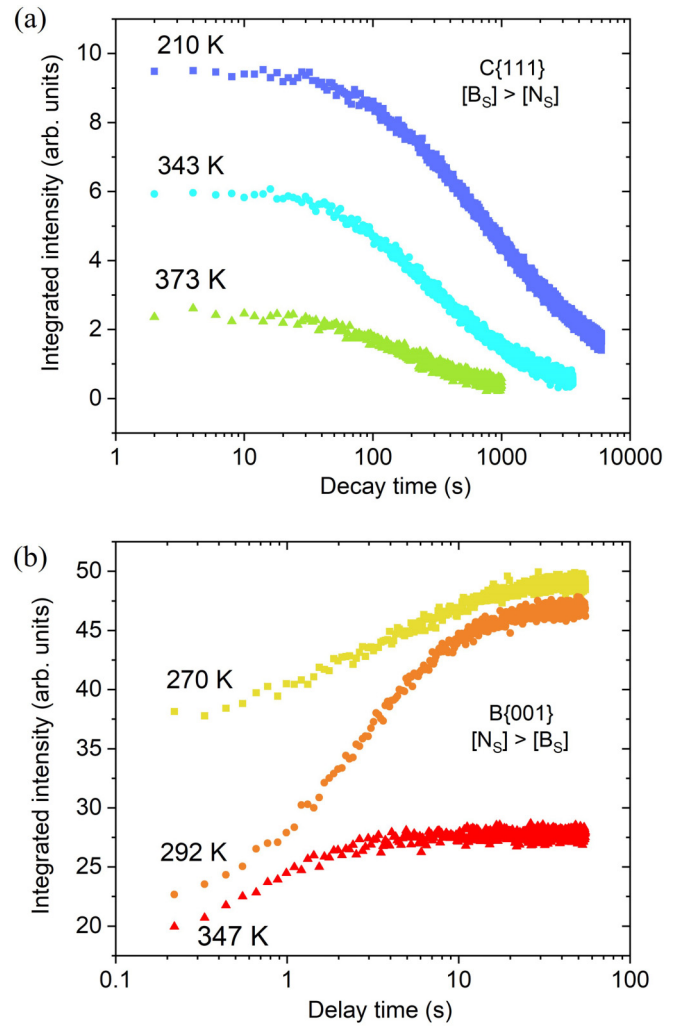 (a)
10
8
6
4
2
0
Integrated intensity (arb. units)
210 K
343 K
373 K
C{111}
[B_S] > [N_S]
1
10
100
1000
10000
Decay time (s)
(b)
50
45
40
35
30
25
20
Integrated intensity (arb. units)
270 K
292 K
347 K
B{001}
[N_S] > [B_S]
0.1
1
10
100
Delay time (s)